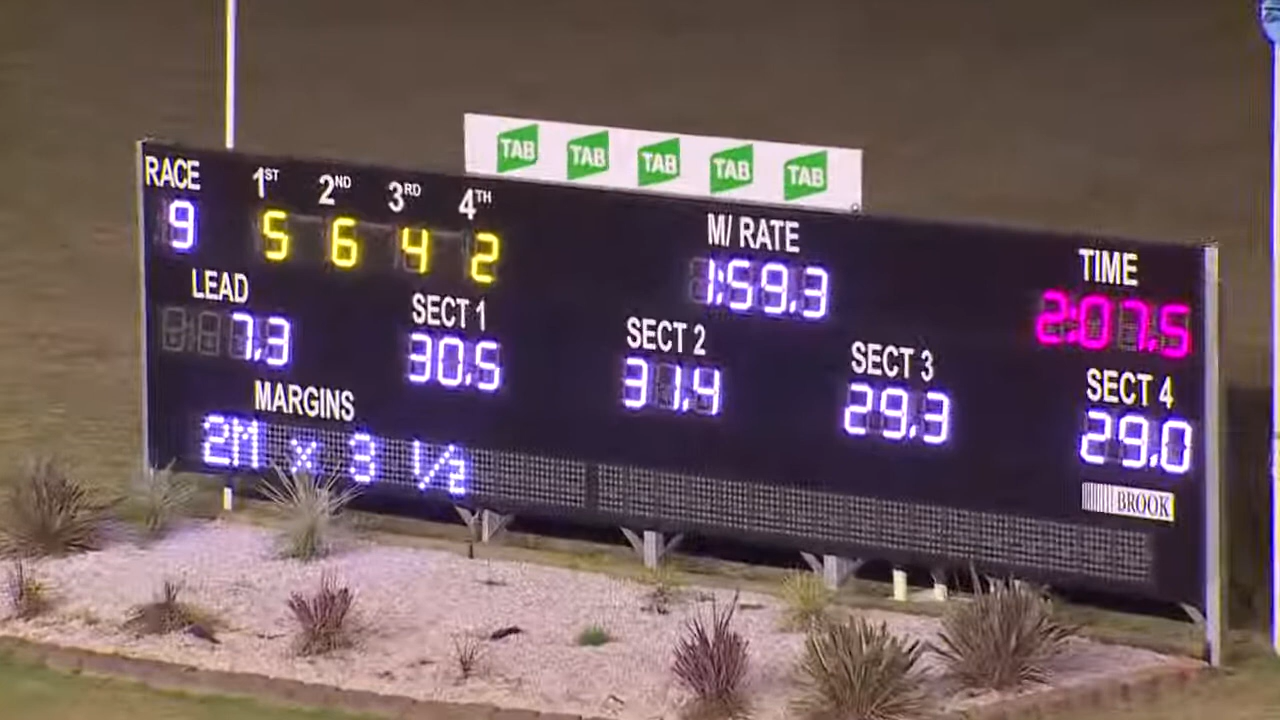 TAB TAB TAB TAB TAB
RACE 1ST 2ND 3RD 4TH M/ RATE TIME
9 5 6 4 2 1:59.3 2:07.5
LEAD SECT 1 SECT 2 SECT 3 SECT 4
7.3 30.5 31.4 29.3 29.0
MARGINS
2M x 3 1/2
BROOK